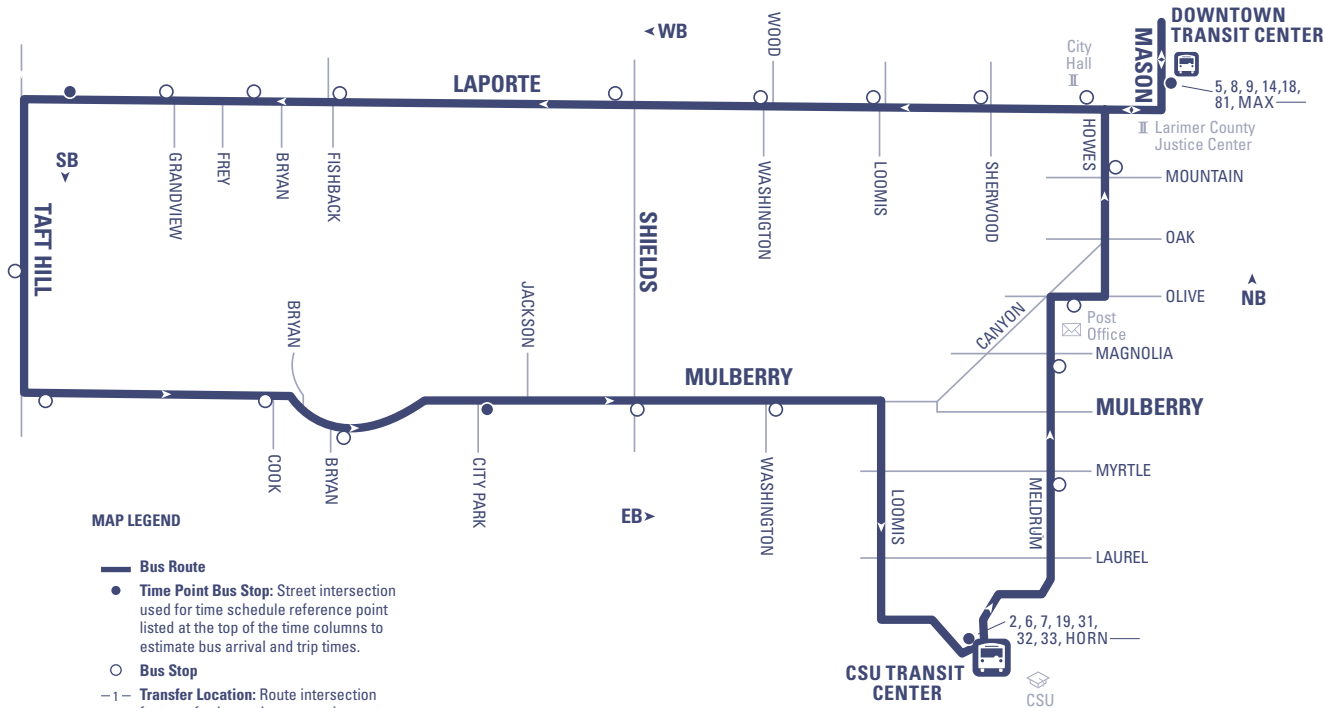 DOWNTOWN
TRANSIT CENTER
MASON
5, 8, 9, 14,18,
81, MAX
WB
WOOD
City
Hall
LAPORTE
Larimer County
Justice Center
SB
GRANDVIEW
FREY
BRYAN
FISHBACK
SHIELDS
WASHINGTON
LOOMIS
SHERWOOD
HOWES
MOUNTAIN
OAK
OLIVE
NB
TAFT HILL
BRYAN
JACKSON
CANYON
Post
Office
MAGNOLIA
MULBERRY
MULBERRY
COOK
BRYAN
CITY PARK
WASHINGTON
EB
LOOMIS
MELDRUM
MYRTLE
LAUREL
2, 6, 7, 19, 31,
32, 33, HORN
CSU TRANSIT
CENTER
CSU
MAP LEGEND
Bus Route
Time Point Bus Stop: Street intersection
used for time schedule reference point
listed at the top of the time columns to
estimate bus arrival and trip times.
Bus Stop
–1– Transfer Location: Route intersection